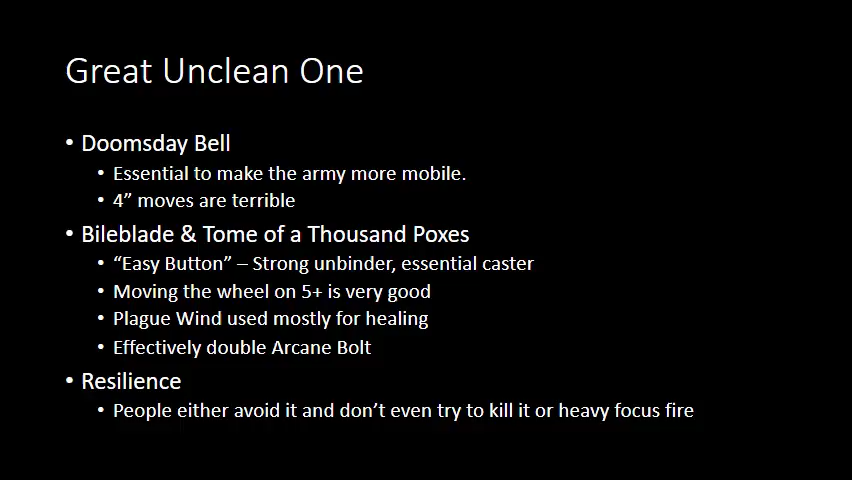 Great Unclean One
• Doomsday Bell
• Essential to make the army more mobile.
• 4” moves are terrible
• Bileblade & Tome of a Thousand Poxes
• “Easy Button” – Strong unbinder, essential caster
• Moving the wheel on 5+ is very good
• Plague Wind used mostly for healing
• Effectively double Arcane Bolt
• Resilience
• People either avoid it and don’t even try to kill it or heavy focus fire